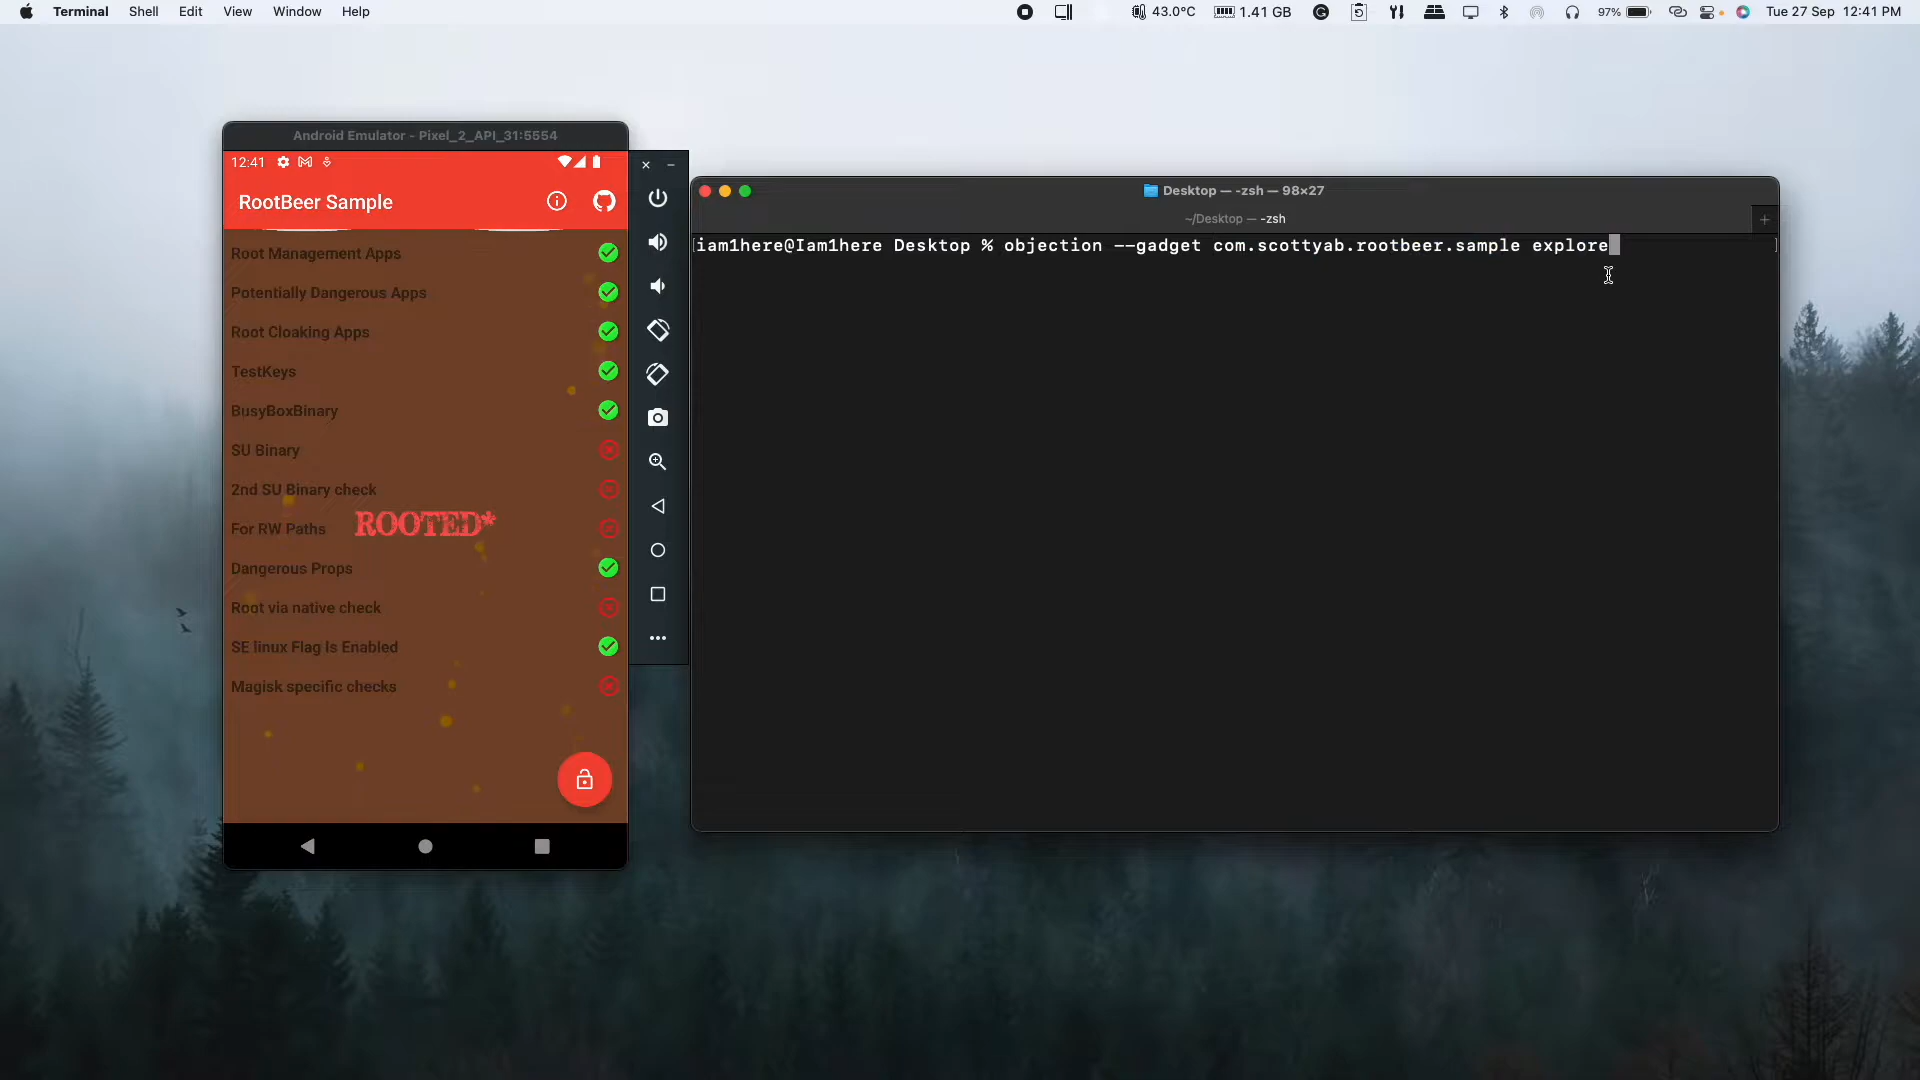 Terminal Shell Edit View Window Help 43.0°C 1.41 GB 97% Tue 27 Sep 12:41 PM
Android Emulator - Pixel_2_API_31:5554
12:41
RootBeer Sample
Root Management Apps
Potentially Dangerous Apps
Root Cloaking Apps
TestKeys
BusyBoxBinary
SU Binary
2nd SU Binary check
For RW Paths
ROOTED*
Dangerous Props
Root via native check
SE linux Flag Is Enabled
Magisk specific checks
Desktop — -zsh — 98×27
~/Desktop — -zsh
[iam1here@Iam1here Desktop % objection --gadget com.scottyab.rootbeer.sample explore ]